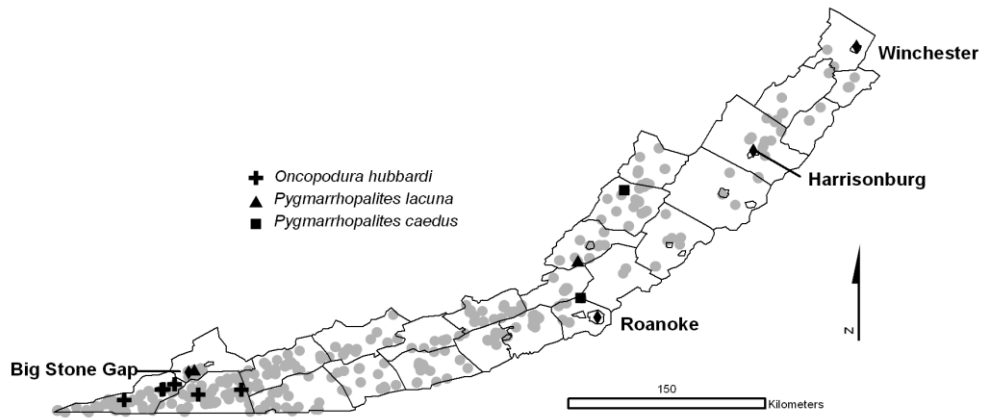 Winchester
Oncopodura hubbardi
Pygmarrhopalites lacuna
Pygmarrhopalites caedus
Harrisonburg
Roanoke
N
Big Stone Gap
150
Kilometers